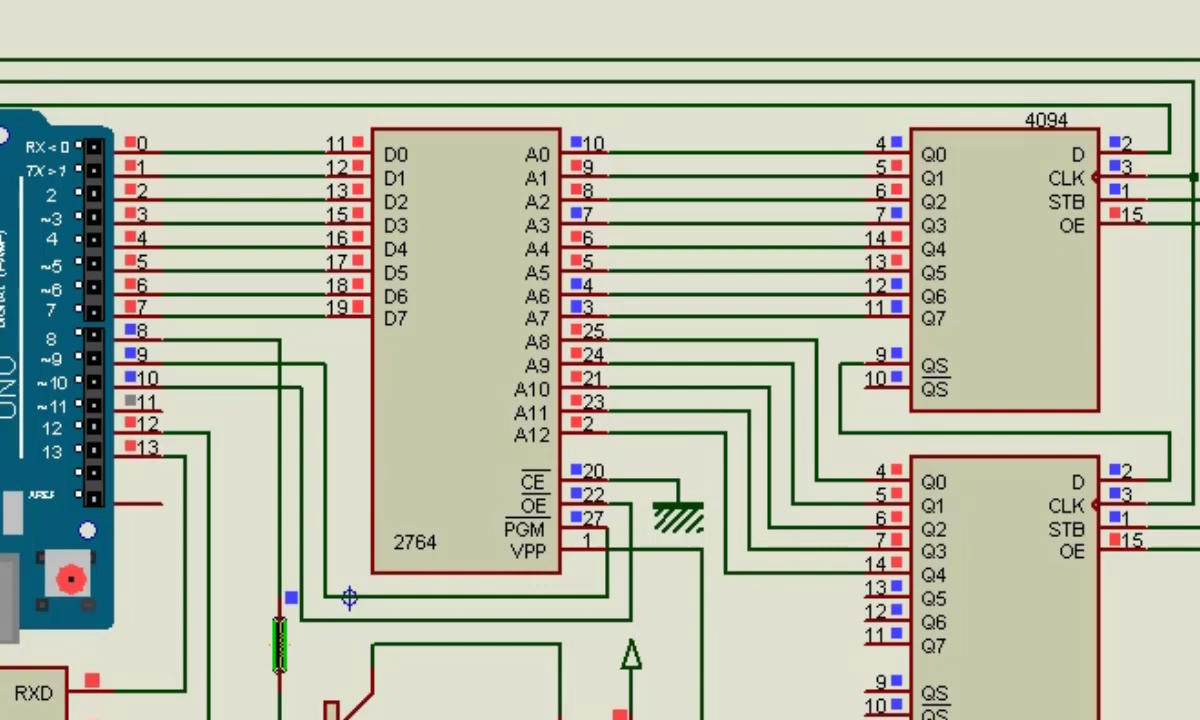 4094
RX < 0 0 11 D0 A0 10 4 Q0 D 2
TX > 1 1 12 D1 A1 9 5 Q1 CLK 3
2 2 13 D2 A2 8 6 Q2 STB 1
~3 3 15 D3 A3 7 7 Q3 OE 15
4 4 16 D4 A4 6 14 Q4
~5 5 17 D5 A5 5 13 Q5
~6 6 18 D6 A6 4 12 Q6
7 7 19 D7 A7 3 11 Q7
8 8 A8 25
~9 9 A9 24 9 QS
~10 10 A10 21 10 QS
~11 11 A11 23
12 12 A12 2
13 13
CE 20 4 Q0 D 2
AREF OE 22 5 Q1 CLK 3
PGM 27 6 Q2 STB 1
2764 VPP 1 7 Q3 OE 15
14 Q4
13 Q5
12 Q6
11 Q7
UNO
RXD 9 QS
10 QS